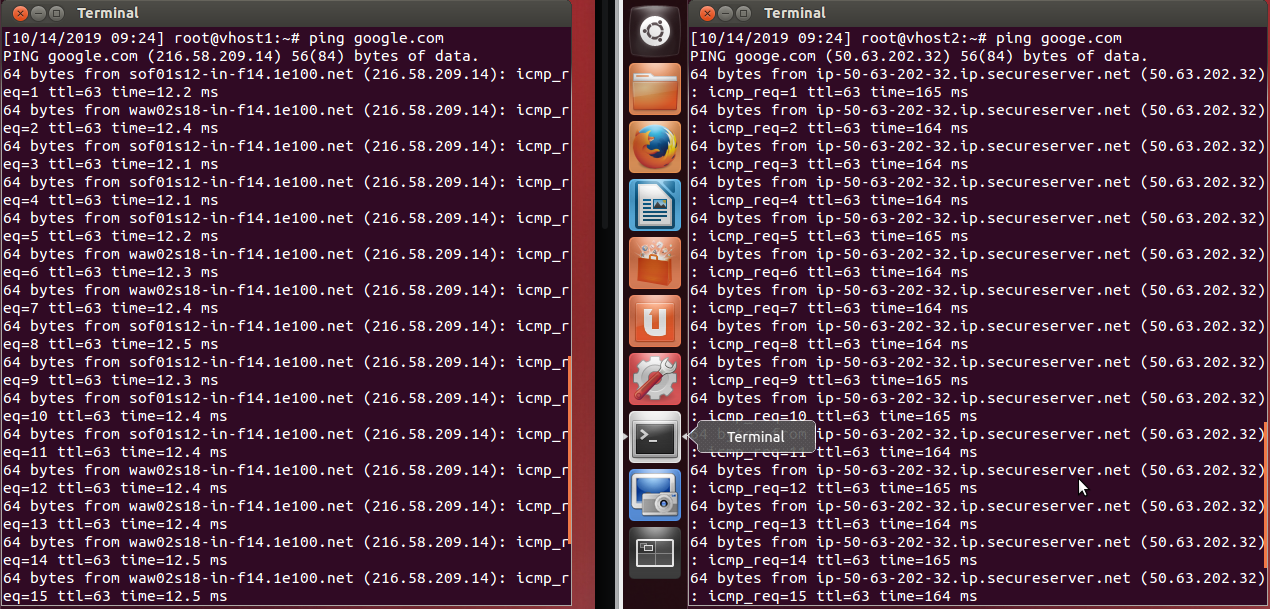 Terminal
[10/14/2019 09:24] root@vhost1:~# ping google.com
PING google.com (216.58.209.14) 56(84) bytes of data.
64 bytes from sof01s12-in-f14.1e100.net (216.58.209.14): icmp_r
eq=1 ttl=63 time=12.2 ms
64 bytes from waw02s18-in-f14.1e100.net (216.58.209.14): icmp_r
eq=2 ttl=63 time=12.4 ms
64 bytes from sof01s12-in-f14.1e100.net (216.58.209.14): icmp_r
eq=3 ttl=63 time=12.1 ms
64 bytes from sof01s12-in-f14.1e100.net (216.58.209.14): icmp_r
eq=4 ttl=63 time=12.1 ms
64 bytes from sof01s12-in-f14.1e100.net (216.58.209.14): icmp_r
eq=5 ttl=63 time=12.2 ms
64 bytes from waw02s18-in-f14.1e100.net (216.58.209.14): icmp_r
eq=6 ttl=63 time=12.3 ms
64 bytes from waw02s18-in-f14.1e100.net (216.58.209.14): icmp_r
eq=7 ttl=63 time=12.4 ms
64 bytes from sof01s12-in-f14.1e100.net (216.58.209.14): icmp_r
eq=8 ttl=63 time=12.5 ms
64 bytes from sof01s12-in-f14.1e100.net (216.58.209.14): icmp_r
eq=9 ttl=63 time=12.3 ms
64 bytes from sof01s12-in-f14.1e100.net (216.58.209.14): icmp_r
eq=10 ttl=63 time=12.4 ms
64 bytes from sof01s12-in-f14.1e100.net (216.58.209.14): icmp_r
eq=11 ttl=63 time=12.4 ms
64 bytes from waw02s18-in-f14.1e100.net (216.58.209.14): icmp_r
eq=12 ttl=63 time=12.4 ms
64 bytes from waw02s18-in-f14.1e100.net (216.58.209.14): icmp_r
eq=13 ttl=63 time=12.4 ms
64 bytes from waw02s18-in-f14.1e100.net (216.58.209.14): icmp_r
eq=14 ttl=63 time=12.5 ms
64 bytes from waw02s18-in-f14.1e100.net (216.58.209.14): icmp_r
eq=15 ttl=63 time=12.5 ms
Terminal
Terminal
[10/14/2019 09:24] root@vhost2:~# ping googe.com
PING googe.com (50.63.202.32) 56(84) bytes of data.
64 bytes from ip-50-63-202-32.ip.secureserver.net (50.63.202.32)
: icmp_req=1 ttl=63 time=165 ms
64 bytes from ip-50-63-202-32.ip.secureserver.net (50.63.202.32)
: icmp_req=2 ttl=63 time=164 ms
64 bytes from ip-50-63-202-32.ip.secureserver.net (50.63.202.32)
: icmp_req=3 ttl=63 time=164 ms
64 bytes from ip-50-63-202-32.ip.secureserver.net (50.63.202.32)
: icmp_req=4 ttl=63 time=164 ms
64 bytes from ip-50-63-202-32.ip.secureserver.net (50.63.202.32)
: icmp_req=5 ttl=63 time=165 ms
64 bytes from ip-50-63-202-32.ip.secureserver.net (50.63.202.32)
: icmp_req=6 ttl=63 time=164 ms
64 bytes from ip-50-63-202-32.ip.secureserver.net (50.63.202.32)
: icmp_req=7 ttl=63 time=164 ms
64 bytes from ip-50-63-202-32.ip.secureserver.net (50.63.202.32)
: icmp_req=8 ttl=63 time=164 ms
64 bytes from ip-50-63-202-32.ip.secureserver.net (50.63.202.32)
: icmp_req=9 ttl=63 time=165 ms
64 bytes from ip-50-63-202-32.ip.secureserver.net (50.63.202.32)
: icmp_req=10 ttl=63 time=165 ms
ip-50-63-202-32.ip.secureserver.net (50.63.202.32)
: icmp_req=11 ttl=63 time=164 ms
64 bytes from ip-50-63-202-32.ip.secureserver.net (50.63.202.32)
: icmp_req=12 ttl=63 time=165 ms
64 bytes from ip-50-63-202-32.ip.secureserver.net (50.63.202.32)
: icmp_req=13 ttl=63 time=164 ms
64 bytes from ip-50-63-202-32.ip.secureserver.net (50.63.202.32)
: icmp_req=14 ttl=63 time=165 ms
64 bytes from ip-50-63-202-32.ip.secureserver.net (50.63.202.32)
: icmp_req=15 ttl=63 time=164 ms